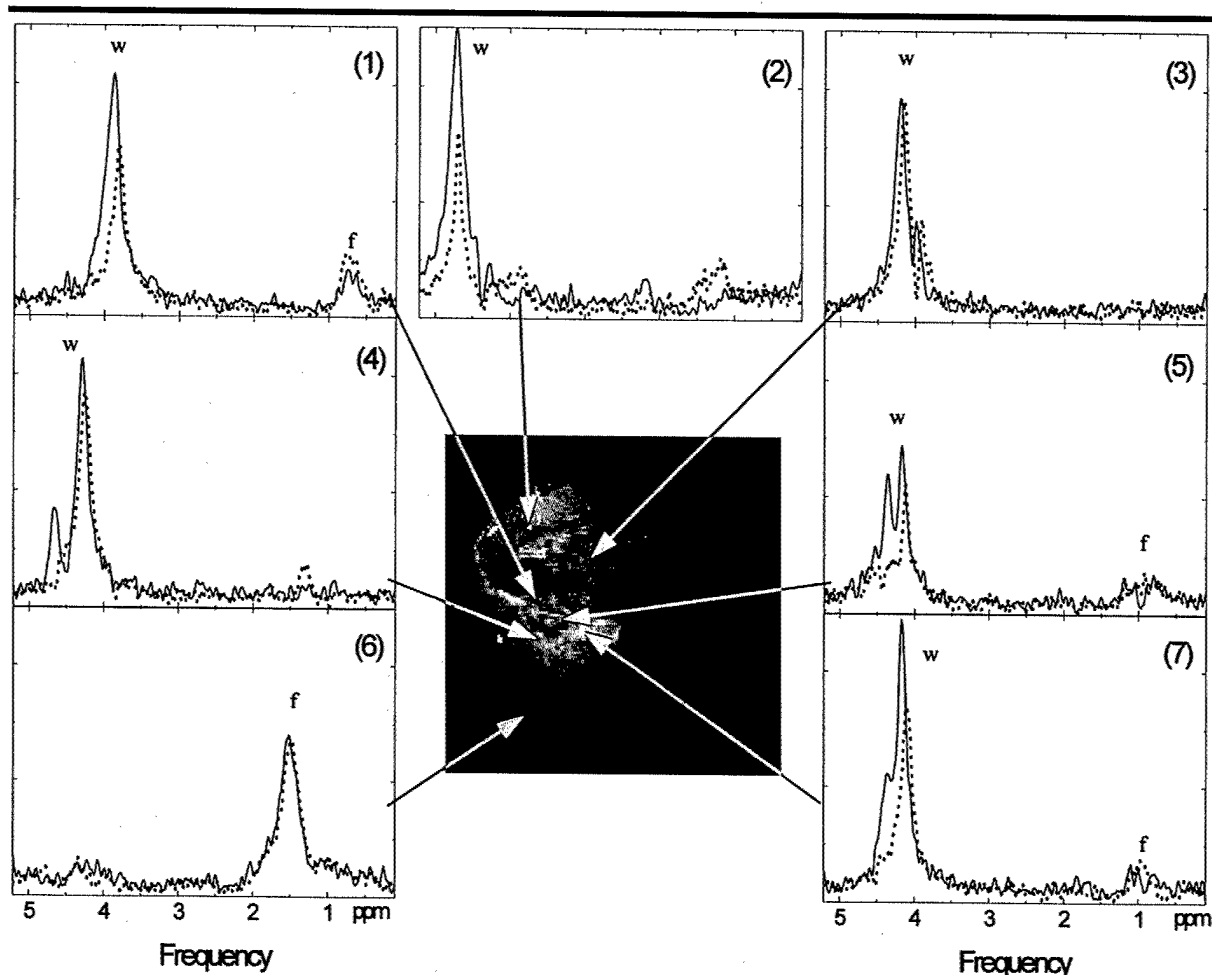 w
(1)
f
w
(2)
w
(3)
w
(4)
w
(5)
f
f
(6)
w
(7)
f
5 4 3 2 1 ppm
Frequency
5 4 3 2 1 ppm
Frequency